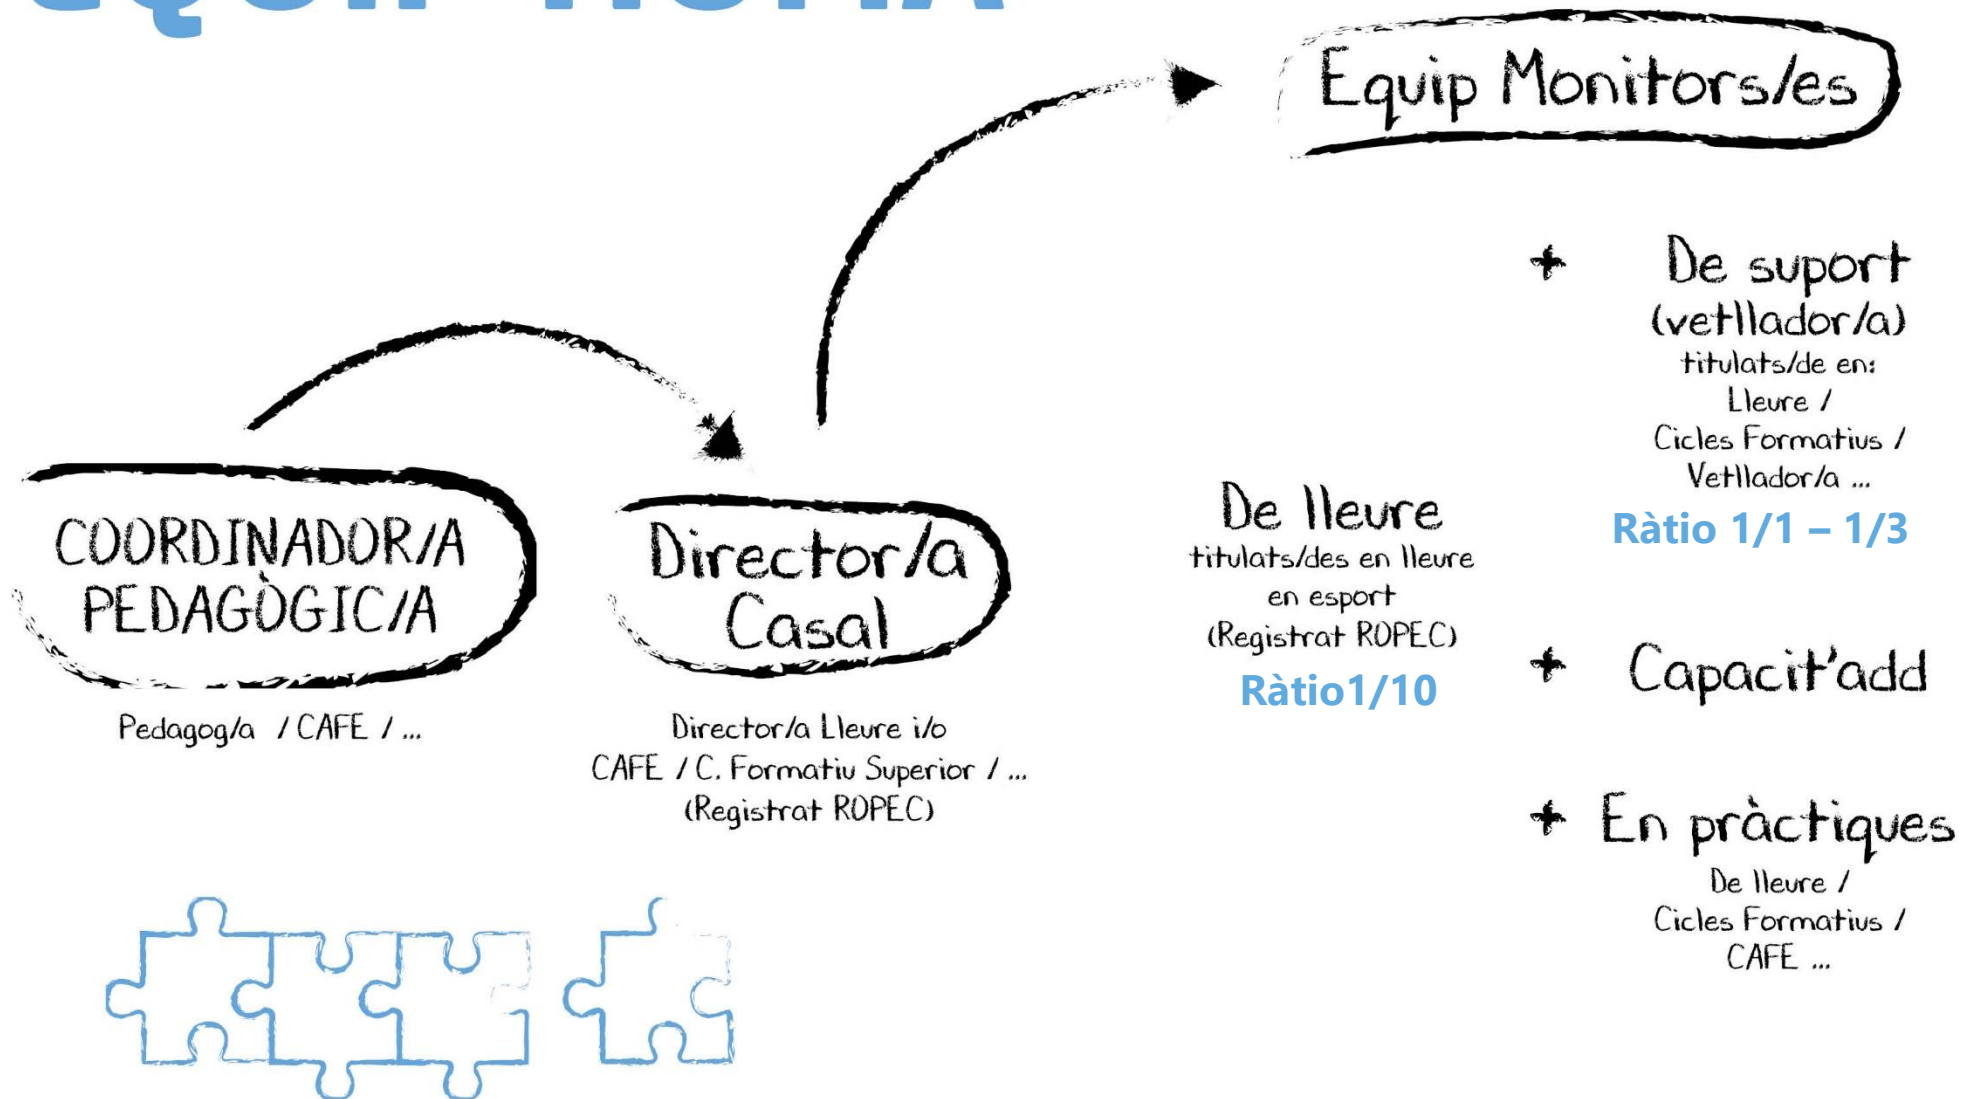 EQUIP HUMÀ
Equip Monitors/es
COORDINADOR/A
PEDAGÒGIC/A
Pedagog/a / CAFE / ...
Director/a
Casal
Director/a Lleure i/o
CAFE / C. Formatiu Superior / ...
(Registrat ROPEC)
De lleure
titulats/des en lleure
en esport
(Registrat ROPEC)
Ràtio1/10
+ De suport
(vetllador/a)
titulats/de en:
Lleure /
Cicles Formatius /
Vetllador/a ...
Ràtio 1/1 – 1/3
+ Capacit'add
+ En pràctiques
De lleure /
Cicles Formatius /
CAFE ...